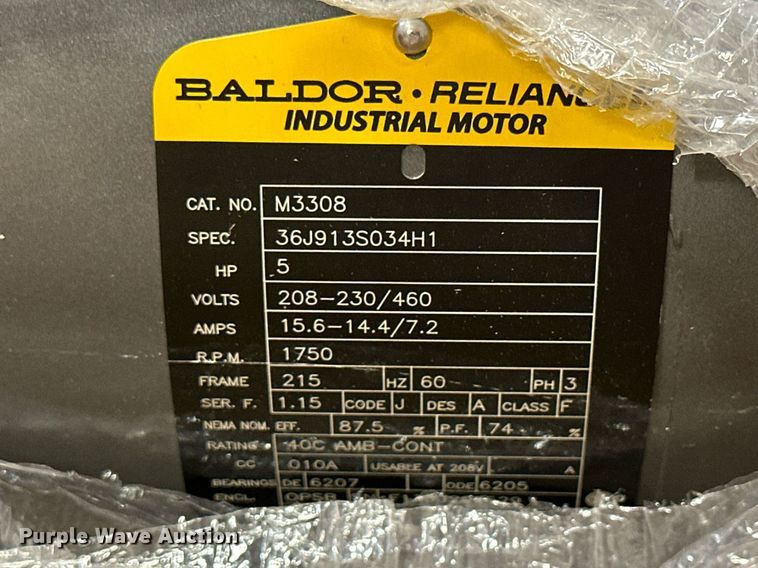 BALDOR • RELIANCE
INDUSTRIAL MOTOR
CAT. NO. M3308
SPEC. 36J913S034H1
HP 5
VOLTS 208-230/460
AMPS 15.6-14.4/7.2
R.P.M. 1750
FRAME 215 HZ 60 PH 3
SER. F. 1.15 CODE J DES A CLASS F
NEMA NOM. EFF. 87.5 % P.F. 74 %
RATING 40C AMB-CONT
CC 010A USABLE AT 208V A
BEARINGS DE 6207 ODE 6205
ENCL. OPSB
Purple Wave Auction